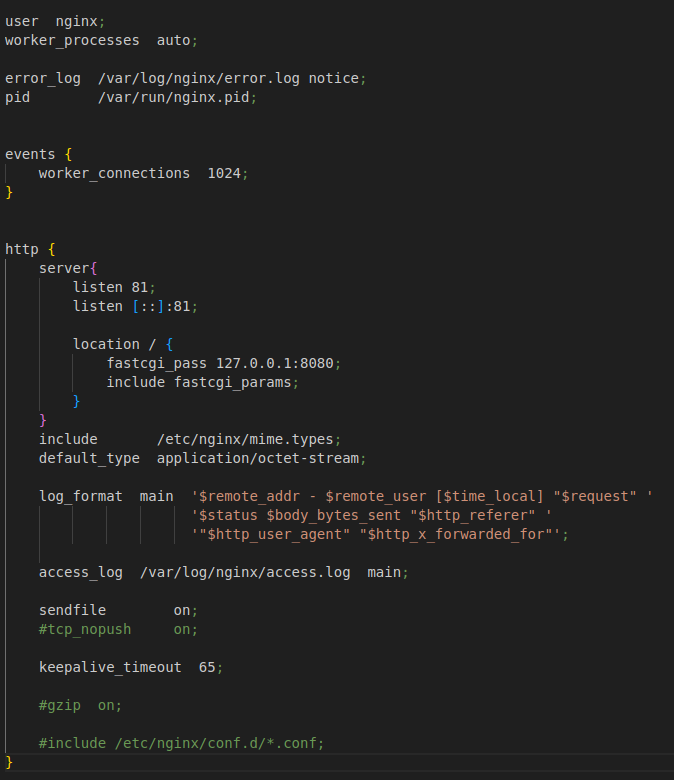 user  nginx;
worker_processes  auto;
error_log  /var/log/nginx/error.log notice;
pid        /var/run/nginx.pid;
events {
    worker_connections  1024;
}
http {
    server{
        listen 81;
        listen [::]:81;
        location / {
            fastcgi_pass 127.0.0.1:8080;
            include fastcgi_params;
        }
    }
    include       /etc/nginx/mime.types;
    default_type  application/octet-stream;
    log_format  main  '$remote_addr - $remote_user [$time_local] "$request" '
                      '$status $body_bytes_sent "$http_referer" '
                      '"$http_user_agent" "$http_x_forwarded_for"';
    access_log  /var/log/nginx/access.log  main;
    sendfile        on;
    #tcp_nopush     on;
    keepalive_timeout  65;
    #gzip  on;
    #include /etc/nginx/conf.d/*.conf;
}